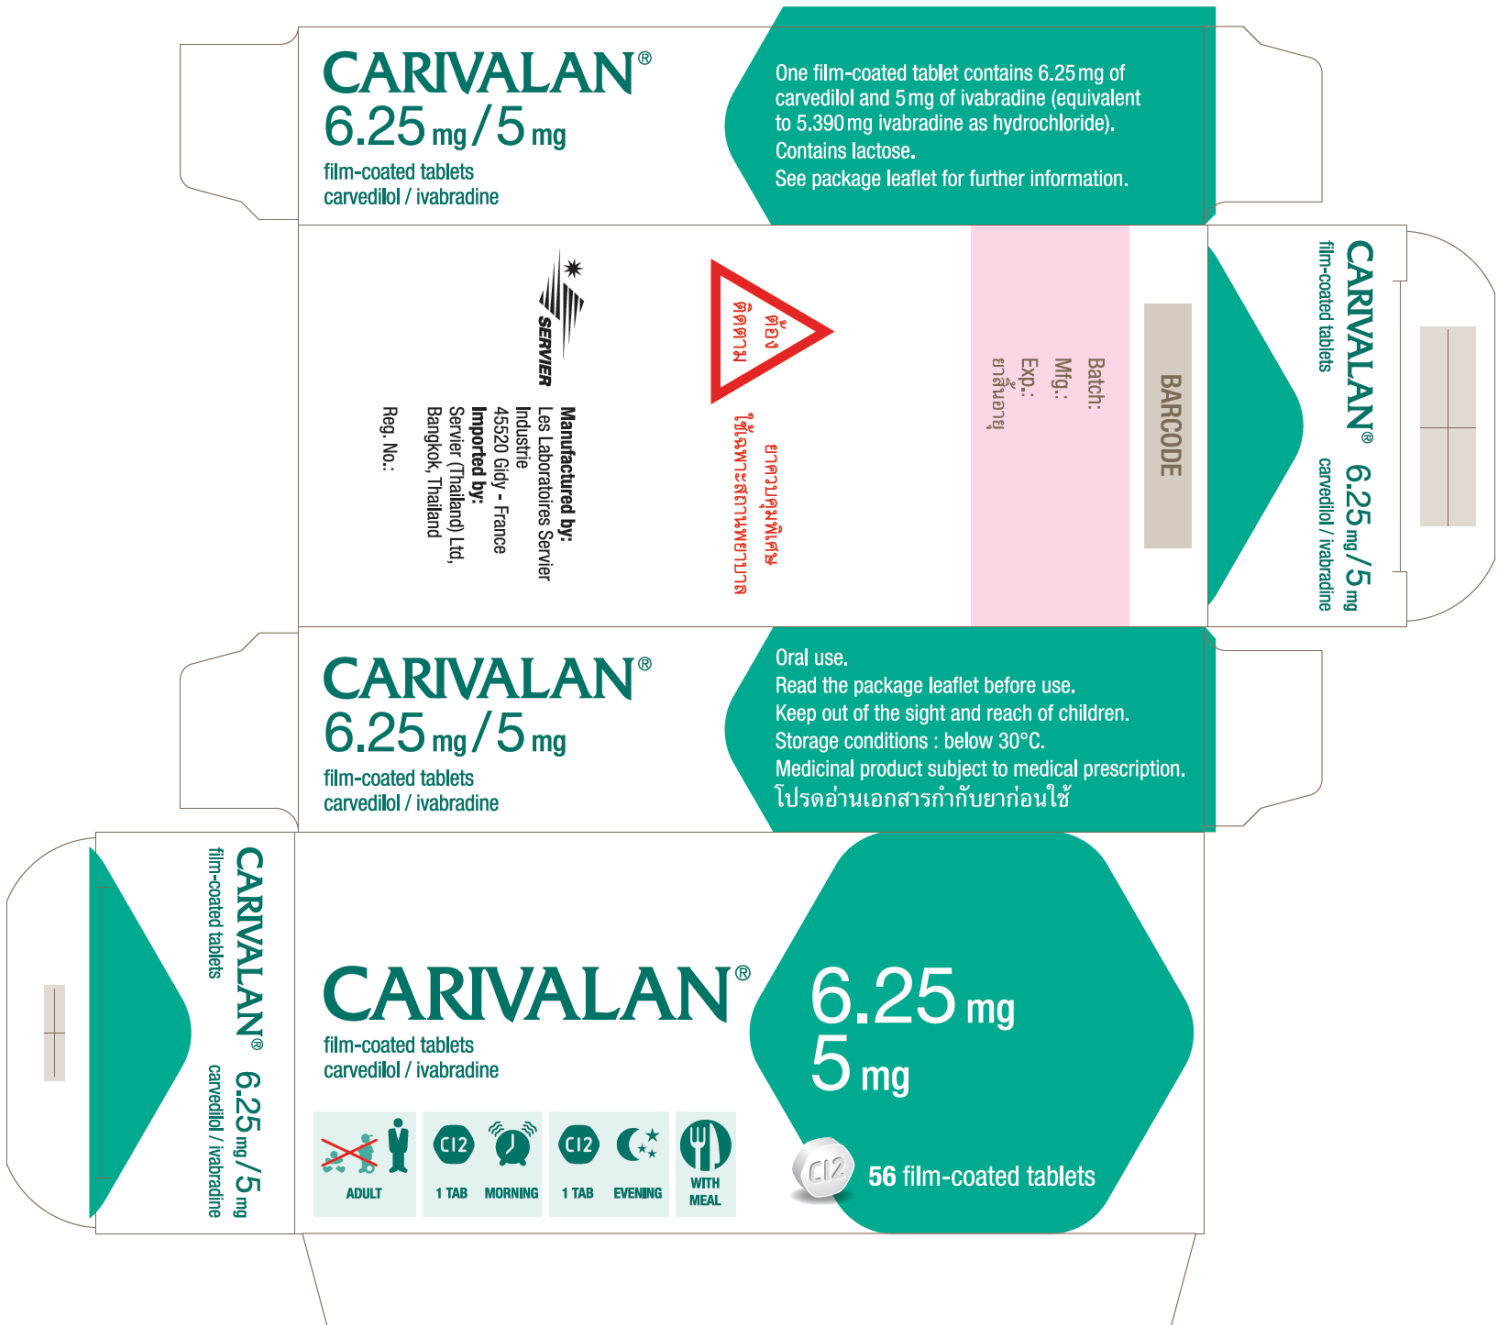 CARIVALAN®
6.25 mg / 5 mg
film-coated tablets
carvedilol / ivabradine
One film-coated tablet contains 6.25 mg of
carvedilol and 5 mg of ivabradine (equivalent
to 5.390 mg ivabradine as hydrochloride).
Contains lactose.
See package leaflet for further information.
SERVIER
Manufactured by:
Les Laboratoires Servier
Industrie
45520 Gidy - France
Imported by:
Servier (Thailand) Ltd,
Bangkok, Thailand
Reg. No.:
ต้อง
ติดตาม
ยาควบคุมพิเศษ
ใช้เฉพาะสถานพยาบาล
Batch:
Mfg.:
Exp.:
ยาสิ้นอายุ
BARCODE
CARIVALAN® 6.25 mg / 5 mg
film-coated tablets carvedilol / ivabradine
CARIVALAN®
6.25 mg / 5 mg
film-coated tablets
carvedilol / ivabradine
Oral use.
Read the package leaflet before use.
Keep out of the sight and reach of children.
Storage conditions : below 30°C.
Medicinal product subject to medical prescription.
โปรดอ่านเอกสารกำกับยาก่อนใช้
CARIVALAN® 6.25 mg / 5 mg
film-coated tablets carvedilol / ivabradine
CARIVALAN®
film-coated tablets
carvedilol / ivabradine
6.25 mg
5 mg
CI2
56 film-coated tablets
ADULT
CI2
1 TAB MORNING
CI2
1 TAB EVENING
WITH
MEAL